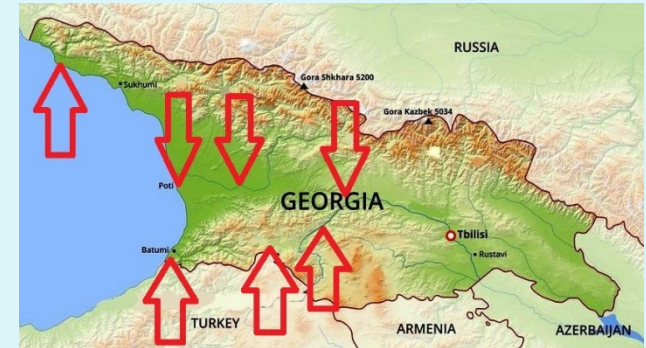 RUSSIA
Gora Shkhara 5200
Sukhumi
Gora Kazbek 5034
Poti
GEORGIA
Tbilisi
Batumi
Rustavi
TURKEY
ARMENIA
AZERBAIJAN